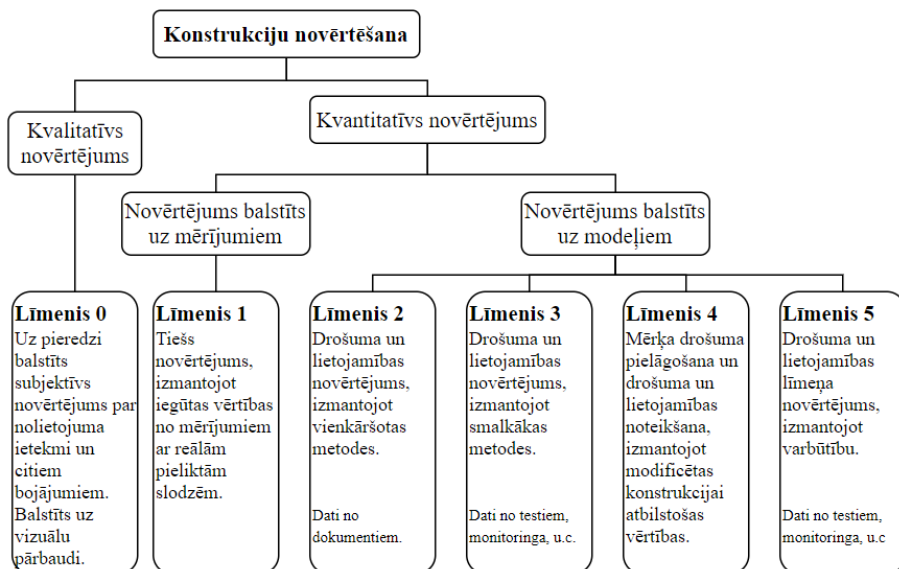 Konstrukciju novērtēšana
Kvalitatīvs
novērtējums
Kvantitatīvs novērtējums
Novērtējums balstīts
uz mērījumiem
Novērtējums balstīts
uz modeļiem
Līmenis 0
Uz pieredzi
balstīts
subjektīvs
novērtējums par
nolietojuma
ietekmi un
citiem
bojājumiem.
Balstīts uz
vizuālu
pārbaudi.
Līmenis 1
Tiešs
novērtējums,
izmantojot
iegūtas vērtības
no mērījumiem
ar reālām
pieliktām
slodzēm.
Līmenis 2
Drošuma un
lietojamības
novērtējums,
izmantojot
vienkāršotas
metodes.
Dati no
dokumentiem.
Līmenis 3
Drošuma un
lietojamības
novērtējums,
izmantojot
smalkākas
metodes.
Dati no testiem,
monitoringa, u.c.
Līmenis 4
Mērķa drošuma
pielāgošana un
drošuma un
lietojamības
noteikšana,
izmantojot
modificētas
konstrukcijai
atbilstošas
vērtības.
Līmenis 5
Drošuma un
lietojamības
līmeņa
novērtējums,
izmantojot
varbūtību.
Dati no testiem,
monitoringa, u.c